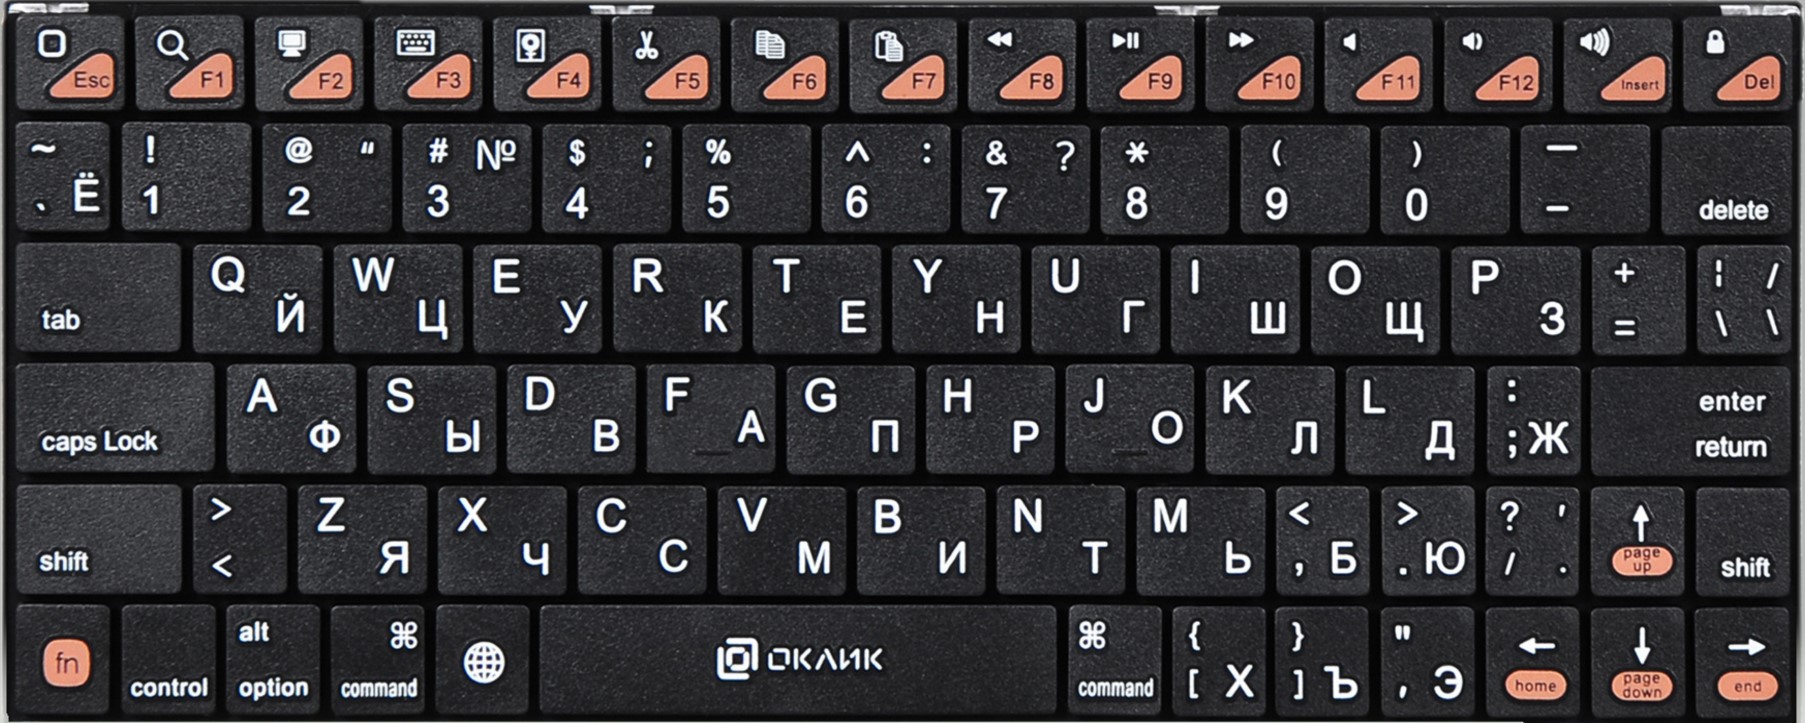 Esc F1 F2 F3 F4 F5 F6 F7 F8 F9 F10 F11 F12 Insert Del
~ ! @ " # № $ ; % ^ : & ? * ( ) —
ˋ Ё 1 2 3 4 5 6 7 8 9 0 – delete
Q W E R T Y U I O P + ¦ /
tab Й Ц У К Е Н Г Ш Щ З = \ \
A S D F G H J K L : enter
caps Lock Ф Ы В А П Р О Л Д ; Ж return
> Z X C V B N M < > ? ' ↑
shift < Я Ч С М И Т Ь , Б . Ю / . page up shift
alt ⌘ ⌘ { } " ← ↓ →
fn control option command ОКЛИК command [ Х ] Ъ , Э home page down end